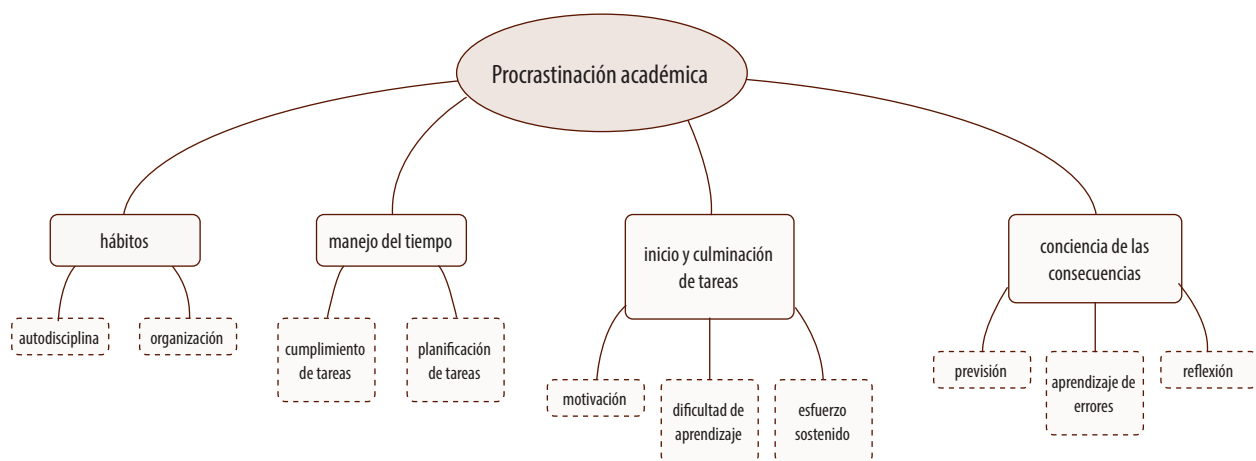 Procrastinación académica
hábitos
manejo del tiempo
inicio y culminación
de tareas
conciencia de las
consecuencias
autodisciplina
organización
cumplimiento
de tareas
planificación
de tareas
motivación
dificultad de
aprendizaje
esfuerzo
sostenido
previsión
aprendizaje de
errores
reflexión